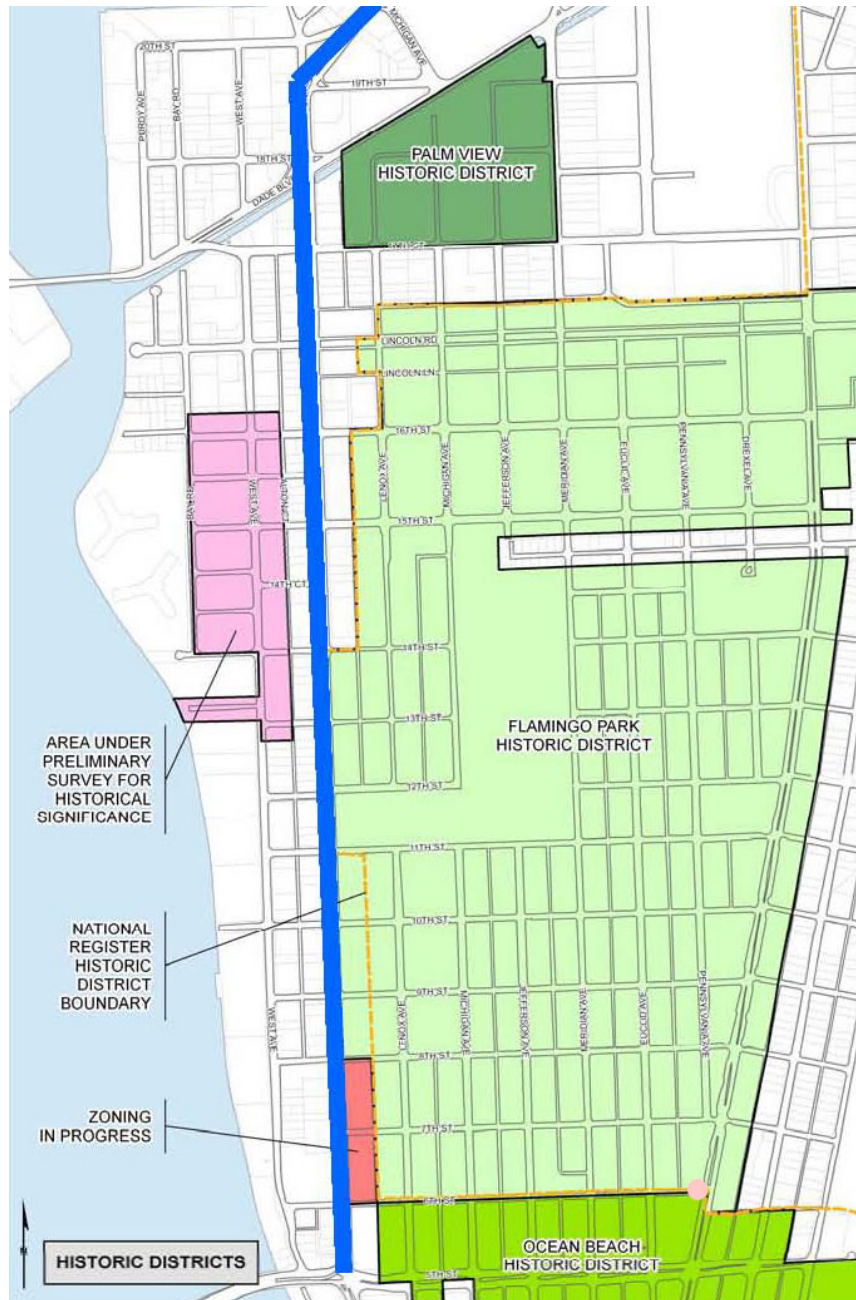 MICHIGAN AVE
20TH ST
19TH ST
PURDY AVE
BAY RD
WEST AVE
18TH ST
DADE BLVD
PALM VIEW
HISTORIC DISTRICT
LINCOLN RD
LINCOLN LN
16TH ST
LENOX AVE
MICHIGAN AVE
JEFFERSON AVE
MERIDIAN AVE
EUCLID AVE
PENNSYLVANIA AVE
DREXEL AVE
BAY RD
WEST AVE
ALTON CT
15TH ST
14TH CT
14TH ST
13TH ST
FLAMINGO PARK
HISTORIC DISTRICT
AREA UNDER
PRELIMINARY
SURVEY FOR
HISTORICAL
SIGNIFICANCE
12TH ST
11TH ST
NATIONAL
REGISTER
HISTORIC
DISTRICT
BOUNDARY
10TH ST
9TH ST
WEST AVE
LENOX AVE
MICHIGAN AVE
JEFFERSON AVE
MERIDIAN AVE
EUCLID AVE
PENNSYLVANIA AVE
8TH ST
ZONING
IN PROGRESS
7TH ST
6TH ST
OCEAN BEACH
HISTORIC DISTRICT
5TH ST
HISTORIC DISTRICTS